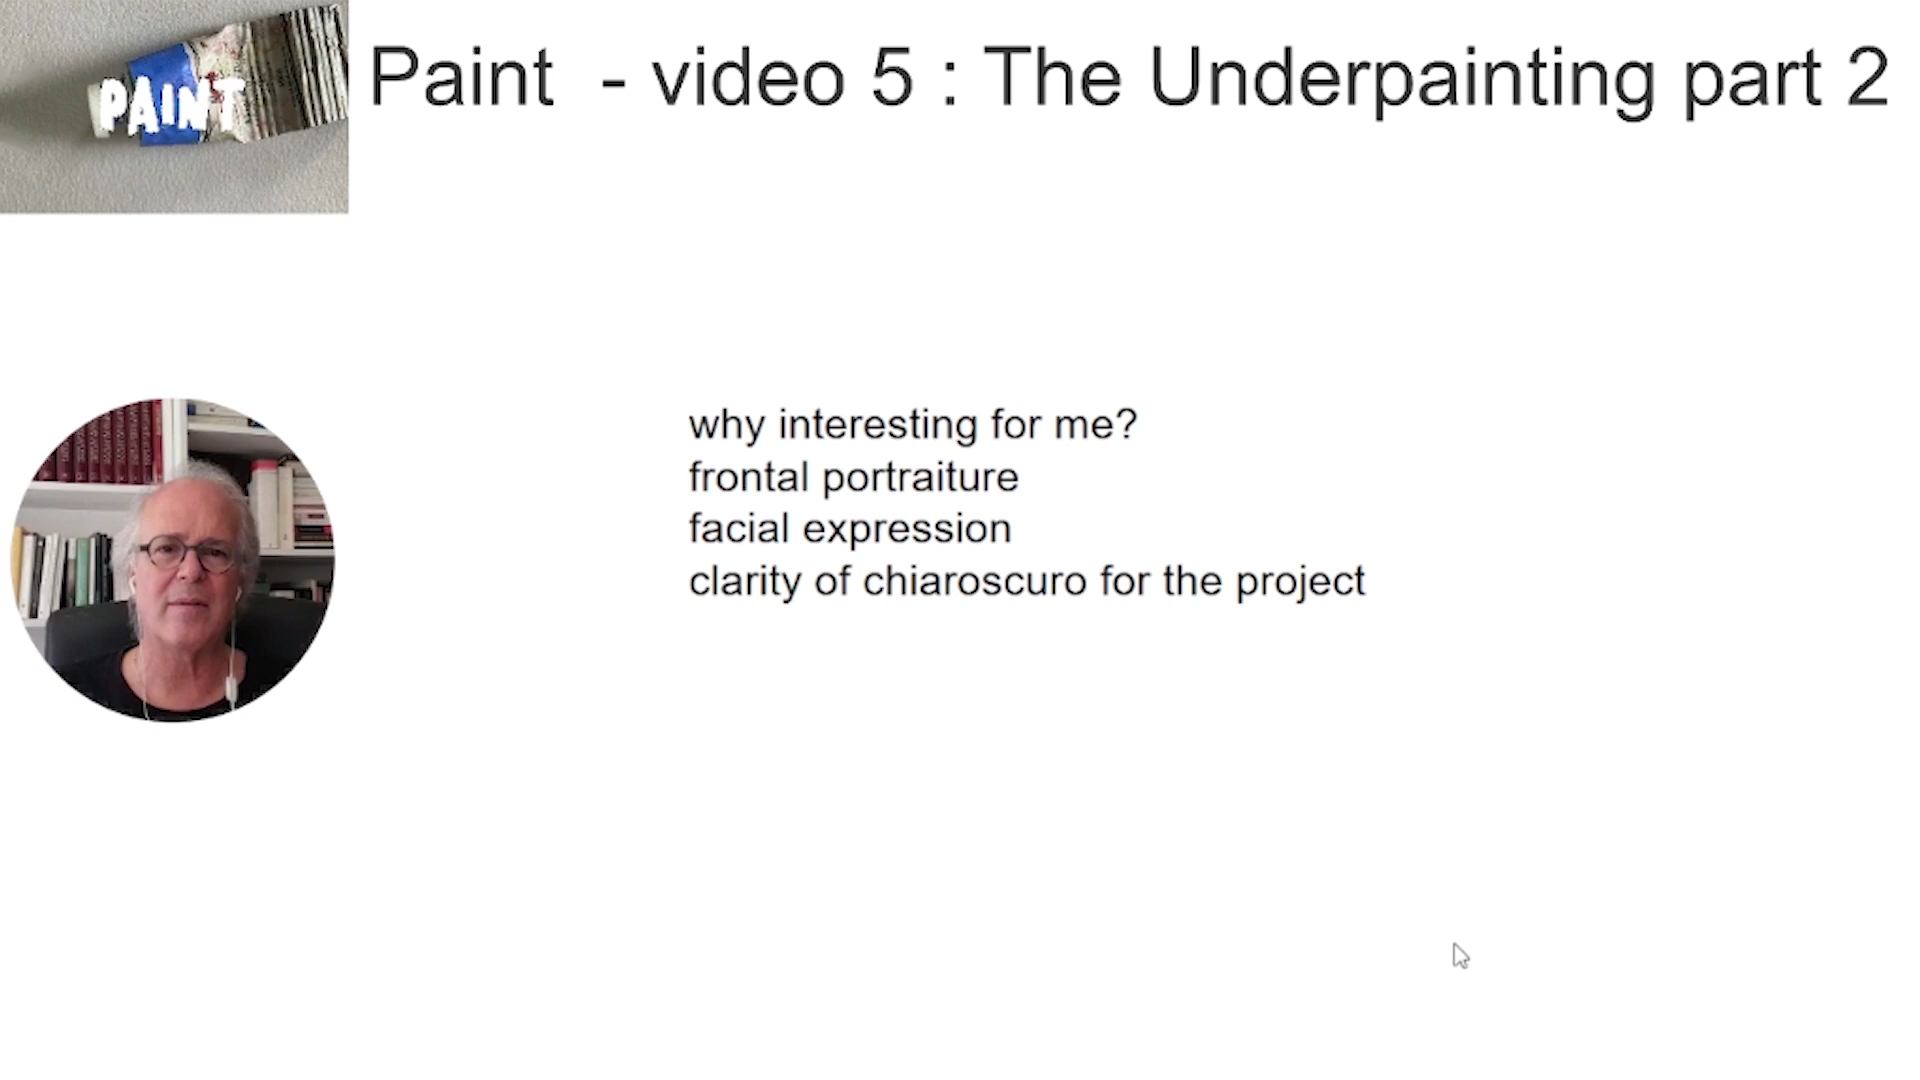 PAINT
Paint - video 5 : The Underpainting part 2
why interesting for me?
frontal portraiture
facial expression
clarity of chiaroscuro for the project